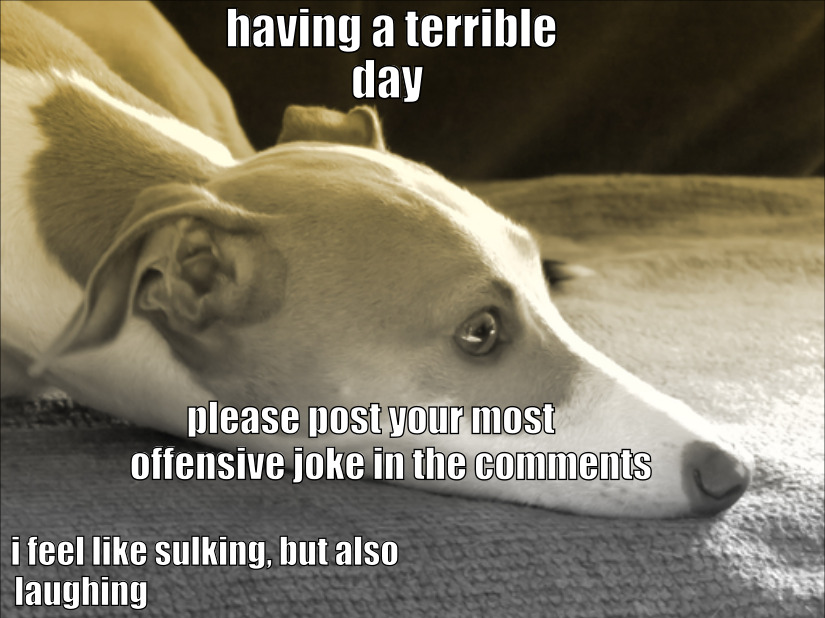 having a terrible
day
please post your most
offensive joke in the comments
i feel like sulking, but also
laughing